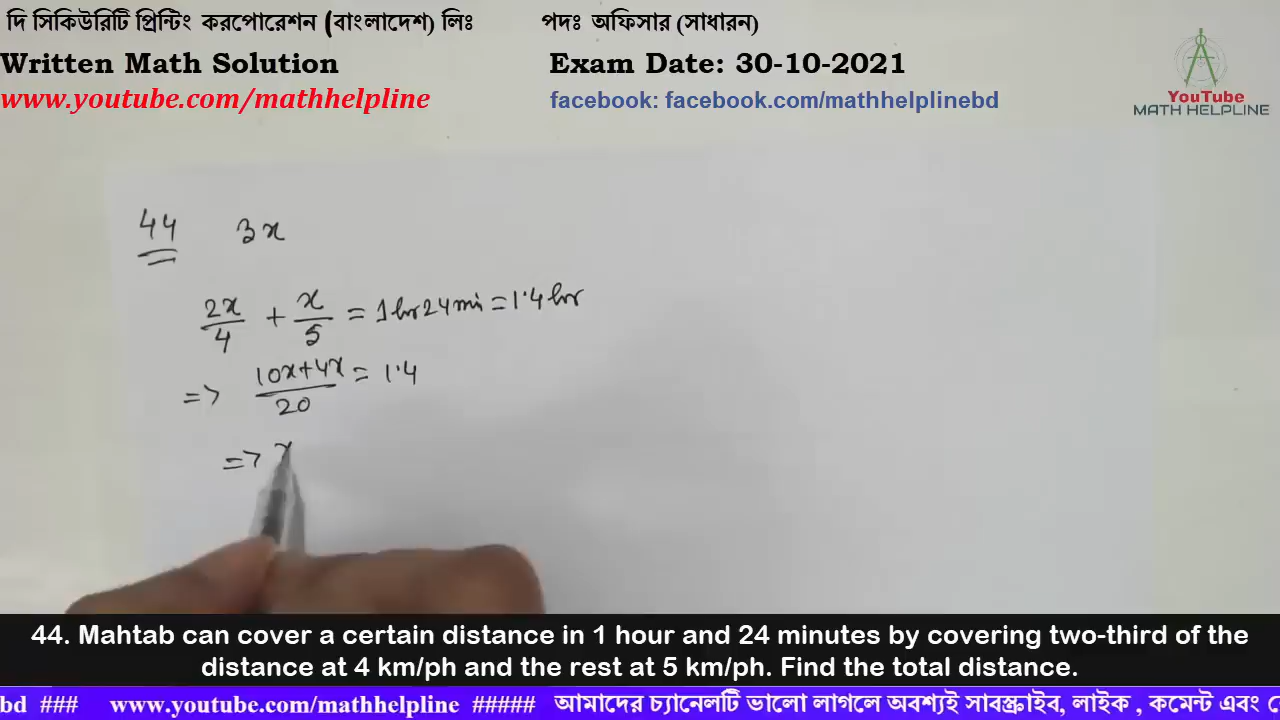 দি সিকিউরিটি প্রিন্টিং করপোরেশন (বাংলাদেশ) লিঃ পদঃ অফিসার (সাধারন)
Written Math Solution Exam Date: 30-10-2021
www.youtube.com/mathhelpline facebook: facebook.com/mathhelplinebd
YouTube
MATH HELPLINE
44 3x
2x/4 + x/5 = 1hr24mi = 1.4hr
=> 10x+4x/20 = 1.4
=> x
44. Mahtab can cover a certain distance in 1 hour and 24 minutes by covering two-third of the
distance at 4 km/ph and the rest at 5 km/ph. Find the total distance.
bd ### www.youtube.com/mathhelpline ##### আমাদের চ্যানেলটি ভালো লাগলে অবশ্যই সাবস্ক্রাইব, লাইক , কমেন্ট এবং